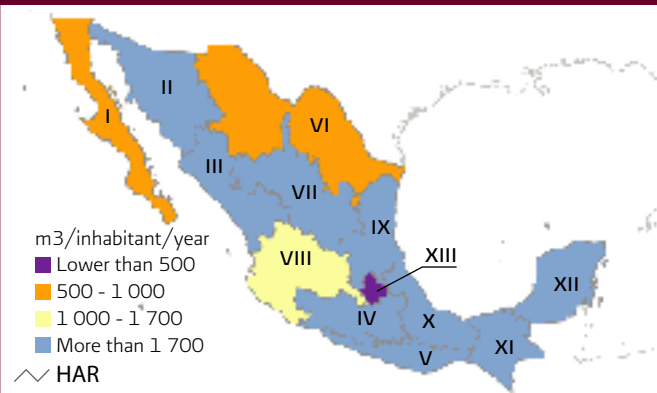 II
I
VI
III
VII
IX
VIII
XIII
XII
IV
X
V
XI
m3/inhabitant/year
Lower than 500
500 - 1 000
1 000 - 1 700
More than 1 700
HAR